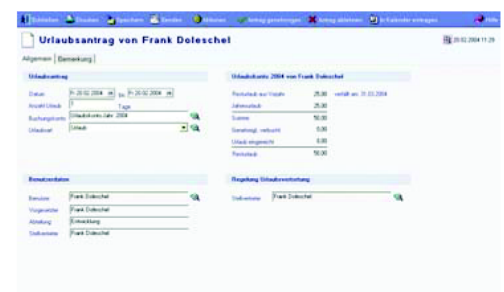 Schließen Drucken Speichern Senden Aktionen Antrag genehmigen Antrag ablehnen in Kalender eintragen Hilfe
Urlaubsantrag von Frank Doleschel 20.02.2004 11:29
Allgemein Bemerkung
Urlaubsantrag
Datum Fr 20.02.2004 bis Fr 20.02.2004
Anzahl Urlaub 1 Tage
Buchungskonto Urlaubskonto Jahr 2004
Urlaubsart Urlaub
Urlaubskonto 2004 von Frank Doleschel
Resturlaub aus Vorjahr 25,00 verfällt am 31.03.2004
Jahresurlaub 25,00
Summe 50,00
Genehmigt, verbucht 0,00
Urlaub eingereicht 0,00
Resturlaub 50,00
Benutzerdaten
Benutzer Frank Doleschel
Vorgesetzter Frank Doleschel
Abteilung Entwicklung
Stellvertreter Frank Doleschel
Regelung Urlaubsvertretung
Stellvertreter Frank Doleschel